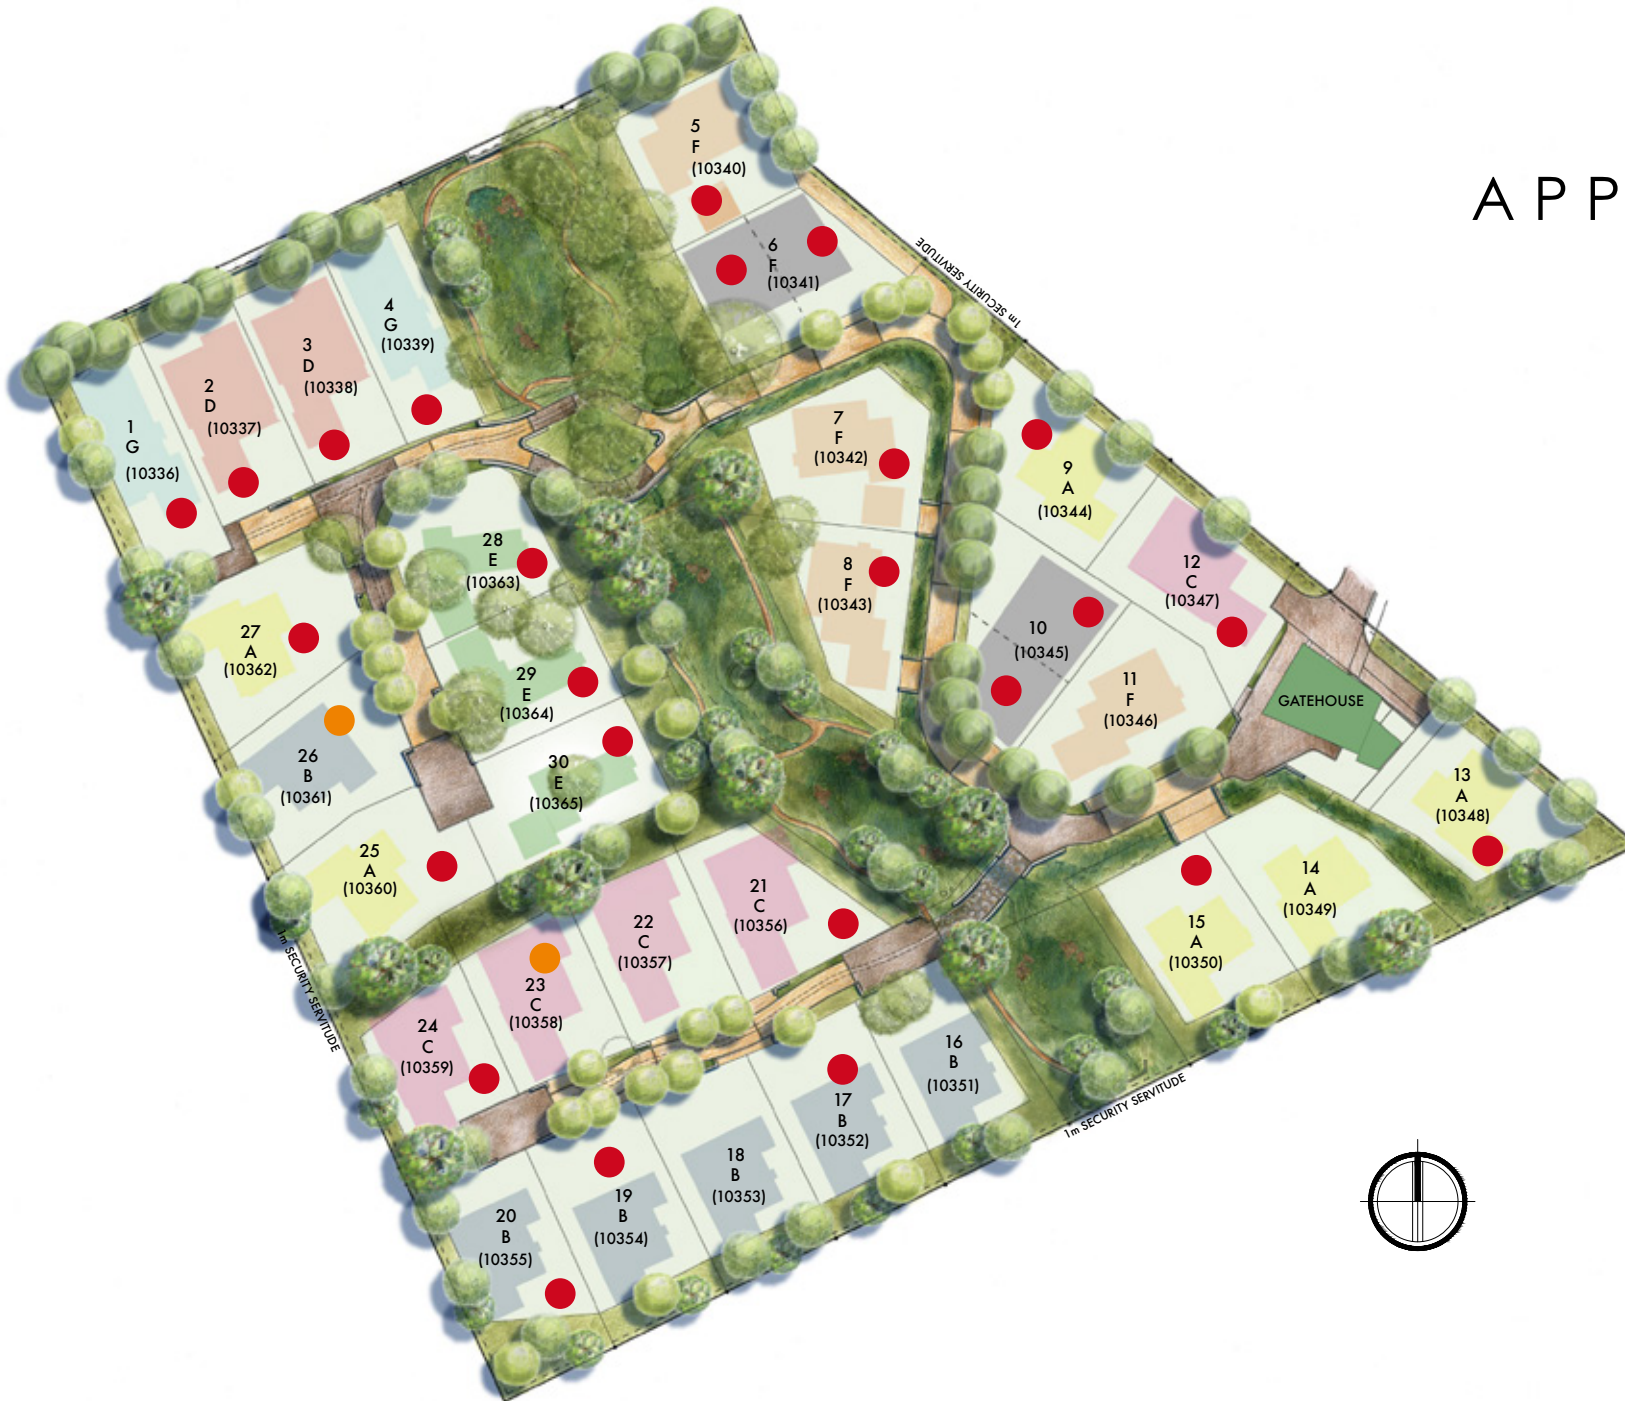 APP
5
F
(10340)
6
F
(10341)
1m SECURITY SERVITUDE
4
G
(10339)
3
D
(10338)
2
D
(10337)
1
G
(10336)
7
F
(10342)
8
F
(10343)
9
A
(10344)
12
C
(10347)
10
(10345)
11
F
(10346)
GATEHOUSE
13
A
(10348)
14
A
(10349)
15
A
(10350)
28
E
(10363)
29
E
(10364)
30
E
(10365)
27
A
(10362)
26
B
(10361)
25
A
(10360)
21
C
(10356)
22
C
(10357)
23
C
(10358)
24
C
(10359)
1m SECURITY SERVITUDE
16
B
(10351)
17
B
(10352)
18
B
(10353)
19
B
(10354)
20
B
(10355)
1m SECURITY SERVITUDE